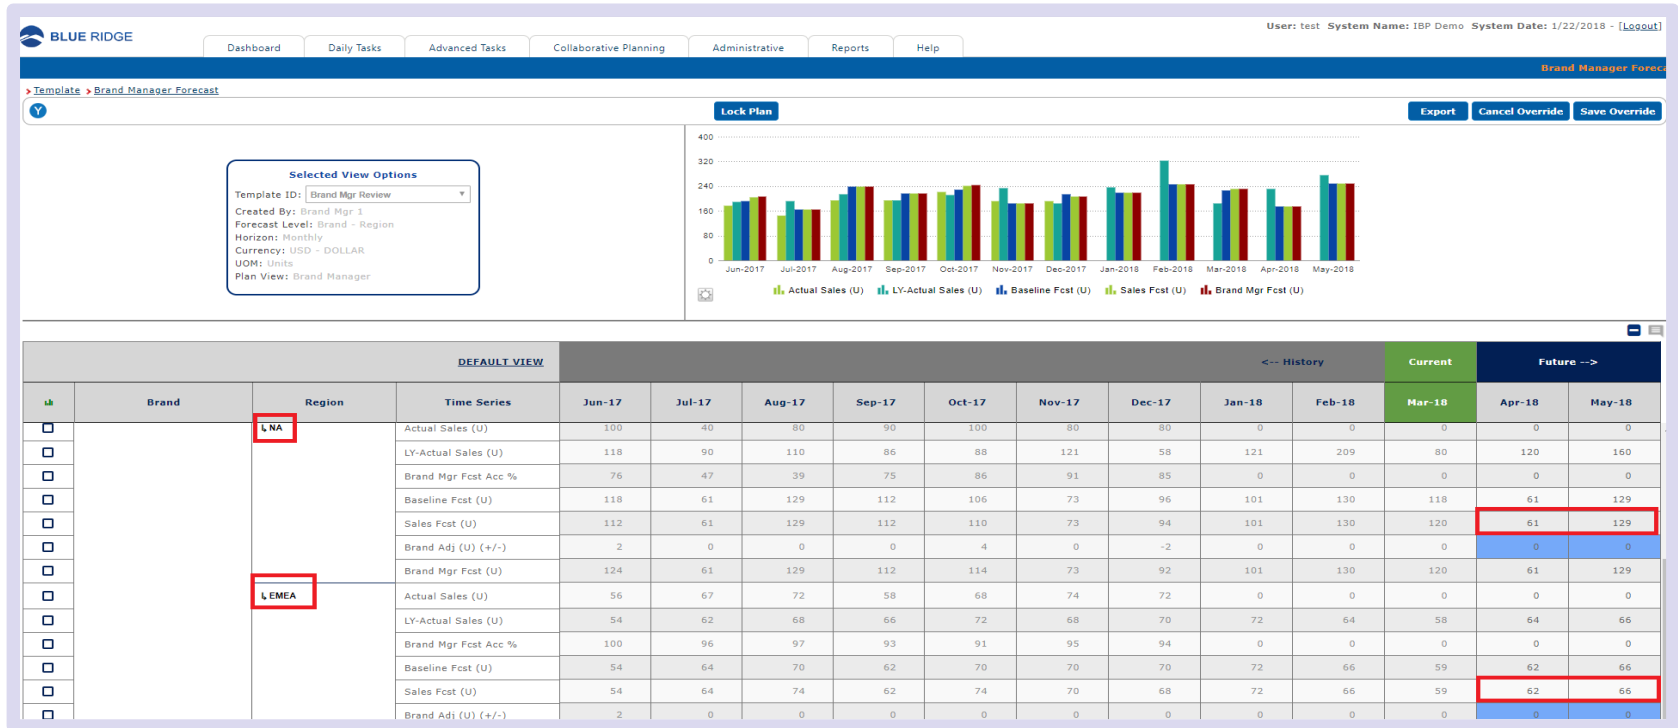 User: test System Name: IBP Demo System Date: 1/22/2018 - [Logout]
BLUE RIDGE
Dashboard Daily Tasks Advanced Tasks Collaborative Planning Administrative Reports Help
Brand Manager Foreca
> Template > Brand Manager Forecast
Y Lock Plan Export Cancel Override Save Override
Selected View Options
Template ID: Brand Mgr Review
Created By: Brand Mgr 1
Forecast Level: Brand - Region
Horizon: Monthly
Currency: USD - DOLLAR
UOM: Units
Plan View: Brand Manager
400
320
240
160
80
0
Jun-2017 Jul-2017 Aug-2017 Sep-2017 Oct-2017 Nov-2017 Dec-2017 Jan-2018 Feb-2018 Mar-2018 Apr-2018 May-2018
Actual Sales (U) LY-Actual Sales (U) Baseline Fcst (U) Sales Fcst (U) Brand Mgr Fcst (U)
DEFAULT VIEW <-- History Current Future -->
Brand Region Time Series Jun-17 Jul-17 Aug-17 Sep-17 Oct-17 Nov-17 Dec-17 Jan-18 Feb-18 Mar-18 Apr-18 May-18
NA Actual Sales (U) 100 40 80 90 100 80 80 0 0 0 0 0
LY-Actual Sales (U) 118 90 110 86 88 121 58 121 209 80 120 160
Brand Mgr Fcst Acc % 76 47 39 75 86 91 85 0 0 0 0 0
Baseline Fcst (U) 118 61 129 112 106 73 96 101 130 118 61 129
Sales Fcst (U) 112 61 129 112 110 73 94 101 130 120 61 129
Brand Adj (U) (+/-) 2 0 0 0 4 0 -2 0 0 0 0 0
Brand Mgr Fcst (U) 124 61 129 112 114 73 92 101 130 120 61 129
EMEA Actual Sales (U) 56 67 72 58 68 74 72 0 0 0 0 0
LY-Actual Sales (U) 54 62 68 66 72 68 70 72 64 58 64 66
Brand Mgr Fcst Acc % 100 96 97 93 91 95 94 0 0 0 0 0
Baseline Fcst (U) 54 64 70 62 70 70 70 72 66 59 62 66
Sales Fcst (U) 54 64 74 62 74 70 68 72 66 59 62 66
Brand Adj (U) (+/-) 2 0 0 0 0 0 0 0 0 0 0 0